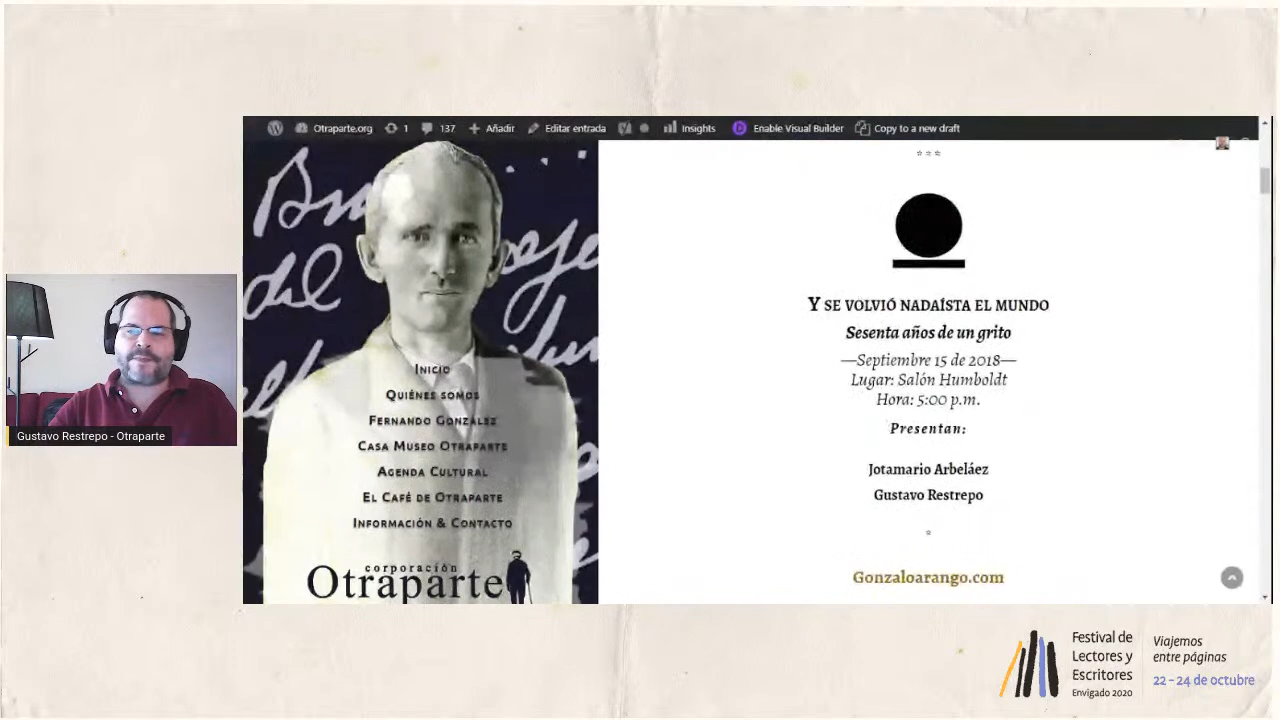 Otraparte.org 1 137 Añadir Editar entrada Insights Enable Visual Builder Copy to a new draft
Inicio
Quiénes somos
Fernando González
Casa Museo Otraparte
Agenda Cultural
El Café de Otraparte
Información & Contacto
corporación
Otraparte
* * *
Y SE VOLVIÓ NADAÍSTA EL MUNDO
Sesenta años de un grito
—Septiembre 15 de 2018—
Lugar: Salón Humboldt
Hora: 5:00 p.m.
Presentan:
Jotamario Arbeláez
Gustavo Restrepo
*
Gonzaloarango.com
Gustavo Restrepo - Otraparte
Festival de
Lectores y
Escritores
Envigado 2020
Viajemos
entre páginas
22 - 24 de octubre